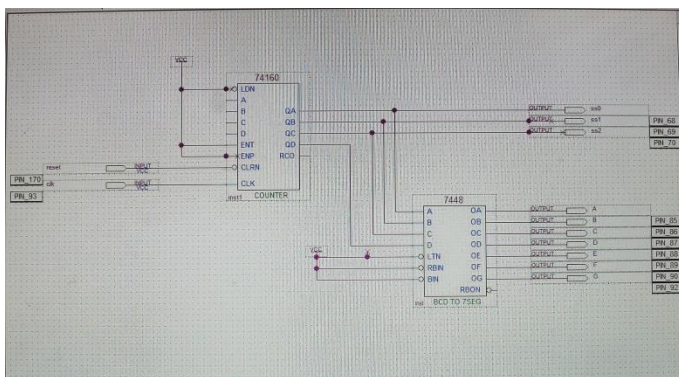 VCC
74160
LDN
A
B
C
D
ENT
ENP
CLRN
CLK
QA
QB
QC
QD
RCO
inst1
COUNTER
reset
INPUT
VCC
PIN_170
clk
INPUT
VCC
PIN_93
OUTPUT
ss0
OUTPUT
ss1
PIN_68
OUTPUT
ss2
PIN_69
PIN_70
7448
A
B
C
D
LTN
RBIN
BIN
OA
OB
OC
OD
OE
OF
OG
RBON
inst
BCD TO 7SEG
VCC
OUTPUT
A
OUTPUT
B
PIN_85
OUTPUT
C
PIN_86
OUTPUT
D
PIN_87
OUTPUT
E
PIN_88
OUTPUT
F
PIN_89
OUTPUT
G
PIN_90
PIN_92